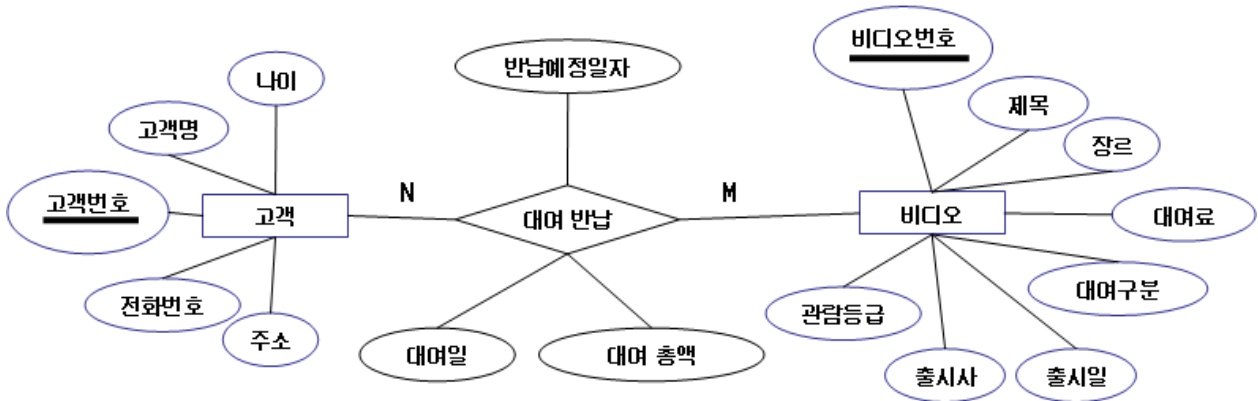 비디오번호
반납예정일자
나이
제목
고객명
장르
고객번호
고객
N
대여 반납
M
비디오
대여료
전화번호
주소
대여일
대여 총액
관람등급
대여구분
출시사
출시일